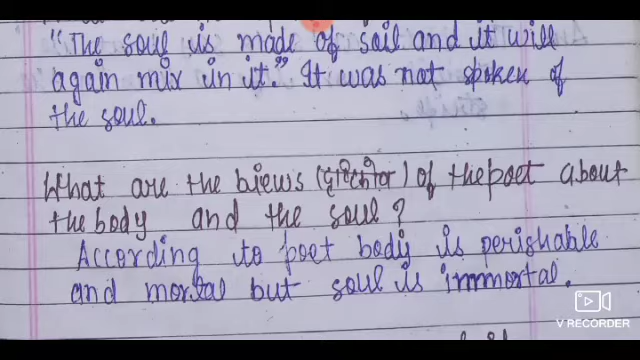 "The soul is made of soil and it will
again mix in it." It was not spoken of
the soul.
What are the biews (दृष्टिकोण) of the poet about
the body and the soul?
According to poet body is perishable
and mortal but soul is immortal.
V RECORDER